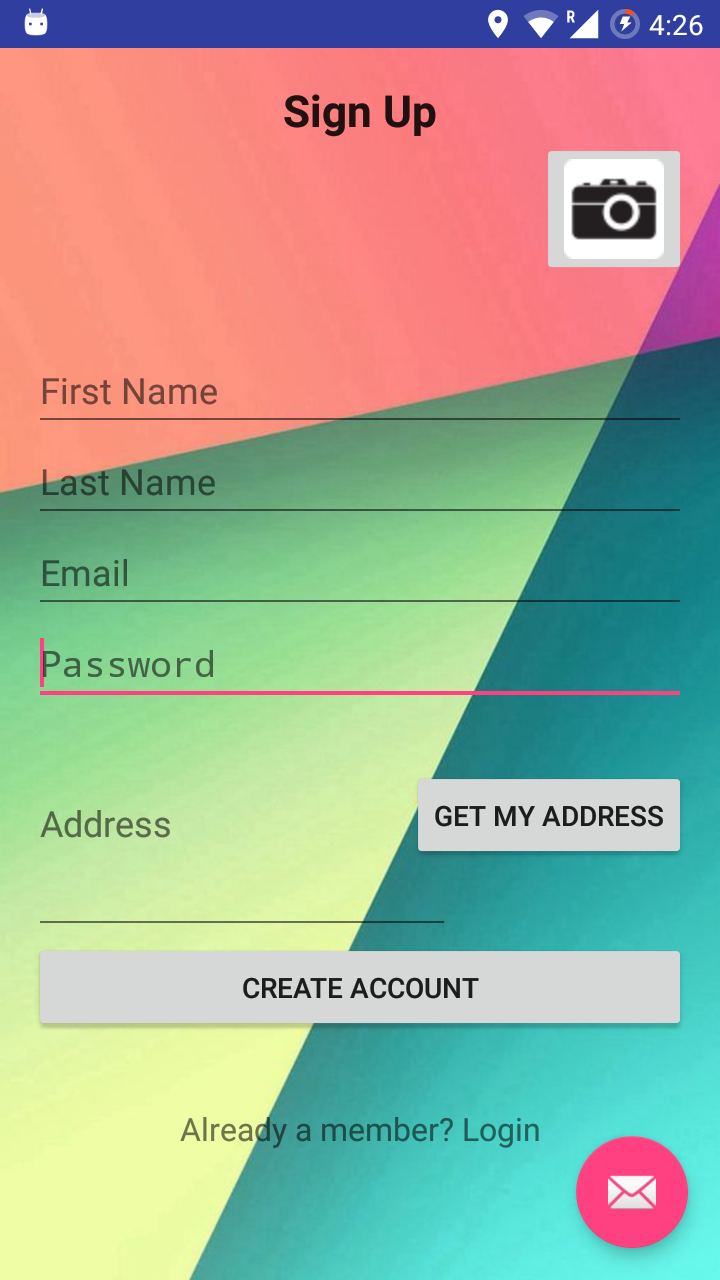 R 4:26
Sign Up
First Name
Last Name
Email
Password
Address
GET MY ADDRESS
CREATE ACCOUNT
Already a member? Login